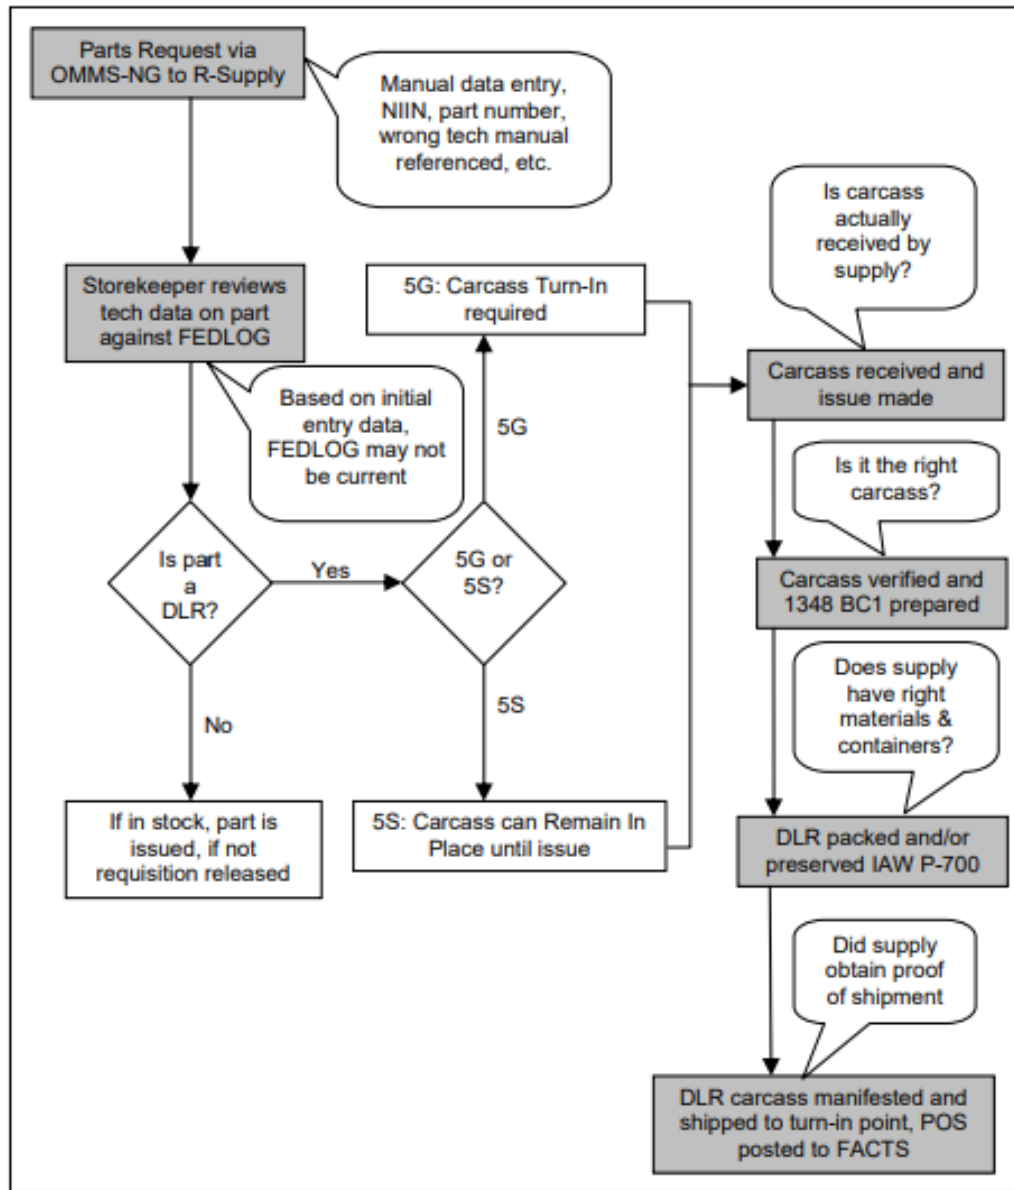 Parts Request via
OMMS-NG to R-Supply
Manual data entry,
NIIN, part number,
wrong tech manual
referenced, etc.
Storekeeper reviews
tech data on part
against FEDLOG
Based on initial
entry data,
FEDLOG may not
be current
Is part
a
DLR?
Yes
No
If in stock, part is
issued, if not
requisition released
5G or
5S?
5G
5G: Carcass Turn-In
required
5S
5S: Carcass can Remain In
Place until issue
Is carcass
actually
received by
supply?
Carcass received and
issue made
Is it the right
carcass?
Carcass verified and
1348 BC1 prepared
Does supply
have right
materials &
containers?
DLR packed and/or
preserved IAW P-700
Did supply
obtain proof
of shipment
DLR carcass manifested and
shipped to turn-in point, POS
posted to FACTS